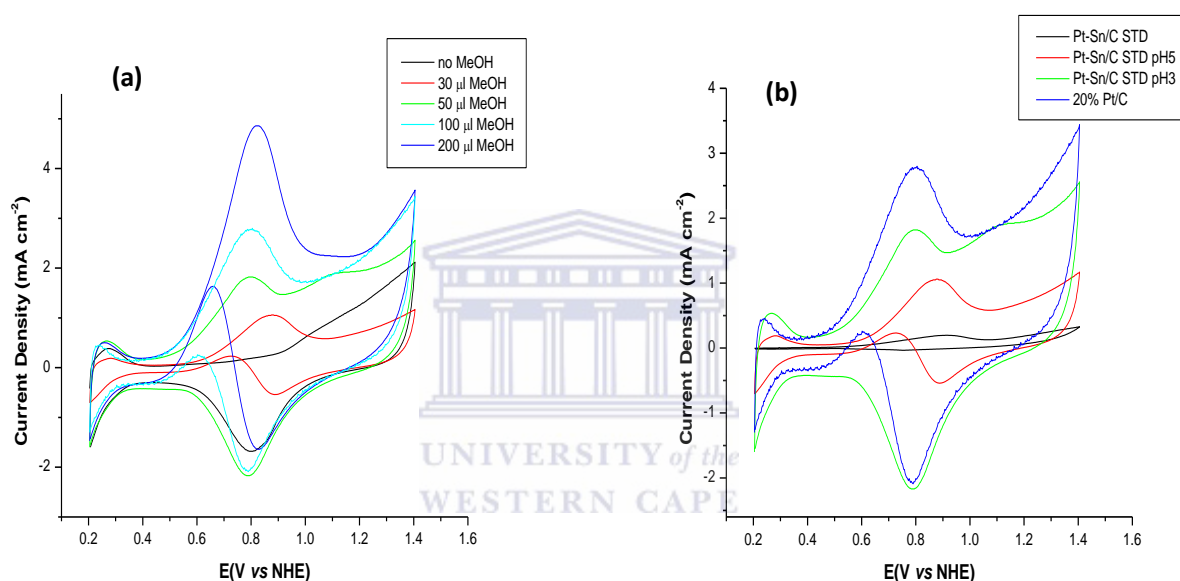 (a)
no MeOH
30 μl MeOH
50 μl MeOH
100 μl MeOH
200 μl MeOH
Current Density (mA cm-2)
4
2
0
-2
0.2 0.4 0.6 0.8 1.0 1.2 1.4 1.6
E(V vs NHE)
(b)
Pt-Sn/C STD
Pt-Sn/C STD pH5
Pt-Sn/C STD pH3
20% Pt/C
Current Density (mA cm-2)
4
3
2
1
0
-1
-2
0.2 0.4 0.6 0.8 1.0 1.2 1.4 1.6
E(V vs NHE)
UNIVERSITY of the
WESTERN CAPE